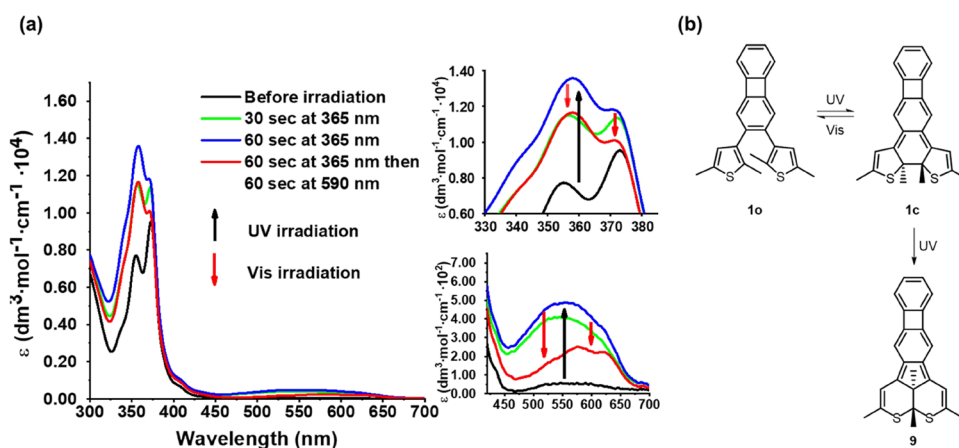 (a)
1.60
1.40
1.20
1.00
0.80
0.60
0.40
0.20
0.00
ε (dm³·mol⁻¹·cm⁻¹ ·10⁴)
300 350 400 450 500 550 600 650 700
Wavelength (nm)
Before irradiation
30 sec at 365 nm
60 sec at 365 nm
60 sec at 365 nm then
60 sec at 590 nm
UV irradiation
Vis irradiation
1.40
1.20
1.00
0.80
0.60
ε (dm³·mol⁻¹·cm⁻¹ ·10⁴)
330 340 350 360 370 380
7.00
6.00
5.00
4.00
3.00
2.00
1.00
0.00
ε (dm³·mol⁻¹·cm⁻¹ ·10²)
450 500 550 600 650 700
(b)
UV
Vis
S S
1o
S S
1c
UV
S S
9